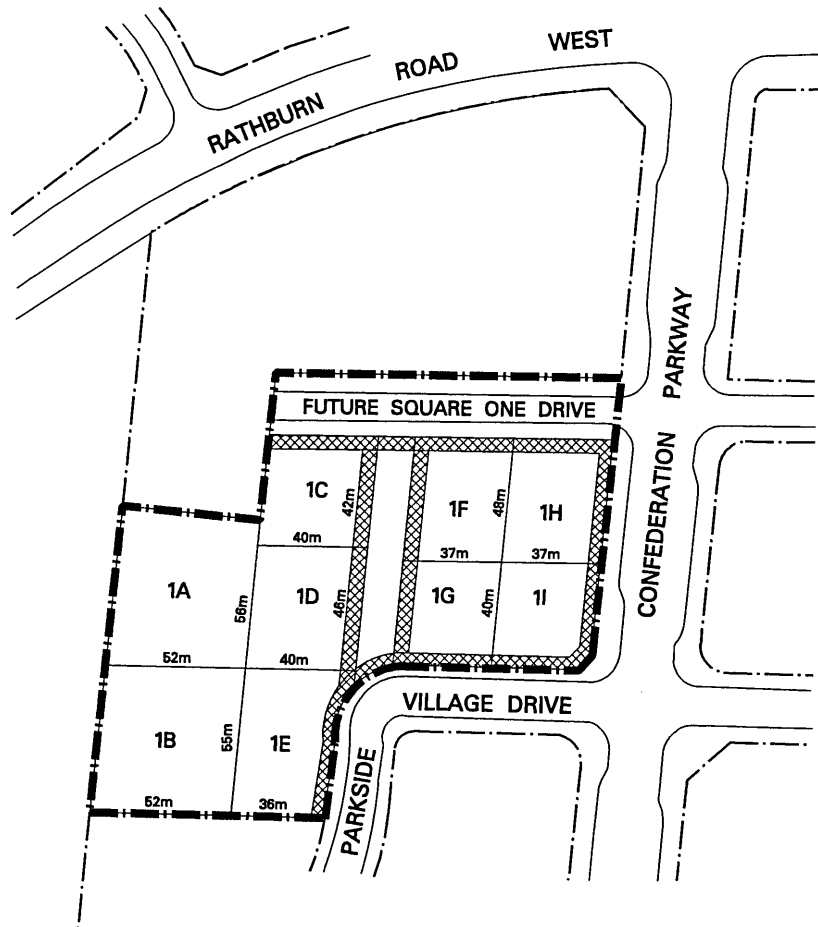 RATHBURN ROAD WEST
CONFEDERATION PARKWAY
FUTURE SQUARE ONE DRIVE
1C
42m
40m
1F
48m
1H
37m
37m
1A
56m
52m
1D
46m
40m
1G
40m
1I
1B
55m
52m
1E
36m
VILLAGE DRIVE
PARKSIDE